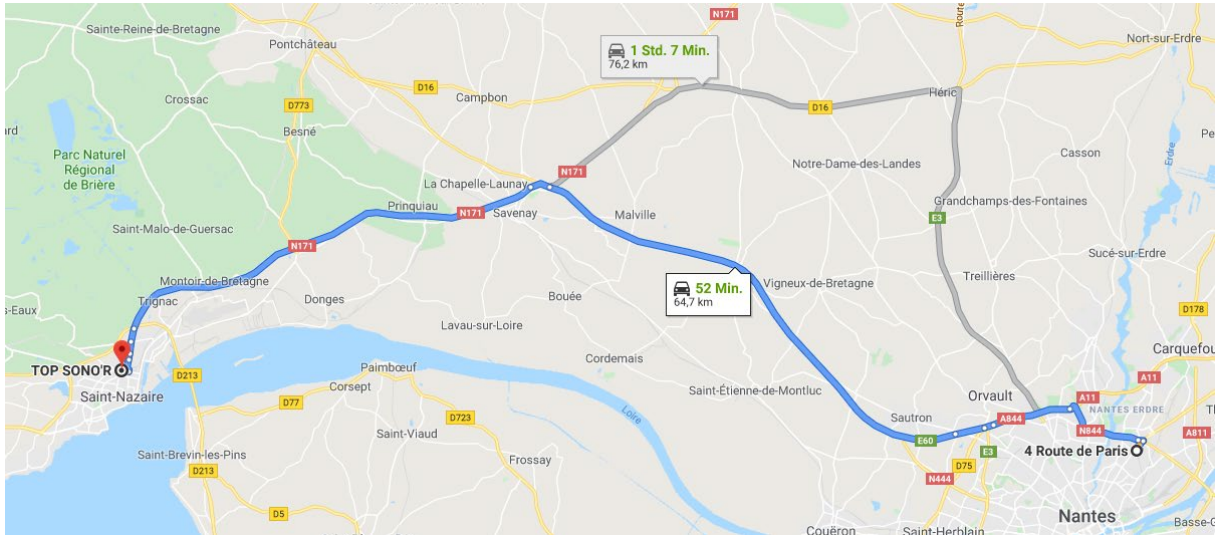 Sainte-Reine-de-Bretagne
N171
Route
Pontchâteau
1 Std. 7 Min.
76,2 km
Nort-sur-Erdre
D16
Campbon
Crossac
D773
Héric
D16
Besné
Casson
Parc Naturel
Régional
de Brière
Erdre
N171
Notre-Dame-des-Landes
La Chapelle-Launay
Prinquiau
N171
Savenay
Malville
Grandchamps-des-Fontaines
E3
Saint-Malo-de-Guersac
N171
Sucé-sur-Erdre
Montoir-de-Bretagne
52 Min.
64,7 km
Vigneux-de-Bretagne
Treillières
Trignac
Donges
Bouée
D178
Lavau-sur-Loire
Carquefou
Cordemais
TOP SONO'R
D213
Paimbœuf
A11
Corsept
Saint-Nazaire
Saint-Étienne-de-Montluc
Orvault
A11
D77
D723
Loire
Sautron
A844
NANTES ERDRE
Saint-Viaud
N844
A811
E60
Saint-Brevin-les-Pins
E3
4 Route de Paris
Frossay
D75
D213
N444
D5
Nantes
Couëron
Saint-Herblain
Basse-G